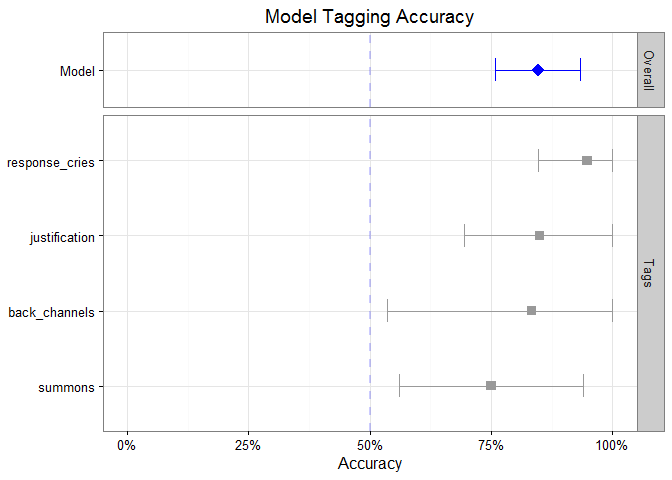 Model Tagging Accuracy
Model
Overall
response_cries
justification
back_channels
summons
Tags
0% 25% 50% 75% 100%
Accuracy